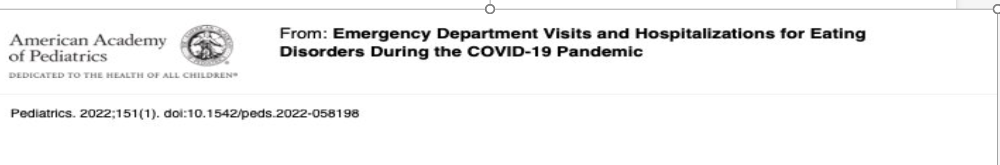 American Academy
of Pediatrics
DEDICATED TO THE HEALTH OF ALL CHILDREN®
From: Emergency Department Visits and Hospitalizations for Eating
Disorders During the COVID-19 Pandemic
Pediatrics. 2022;151(1). doi:10.1542/peds.2022-058198